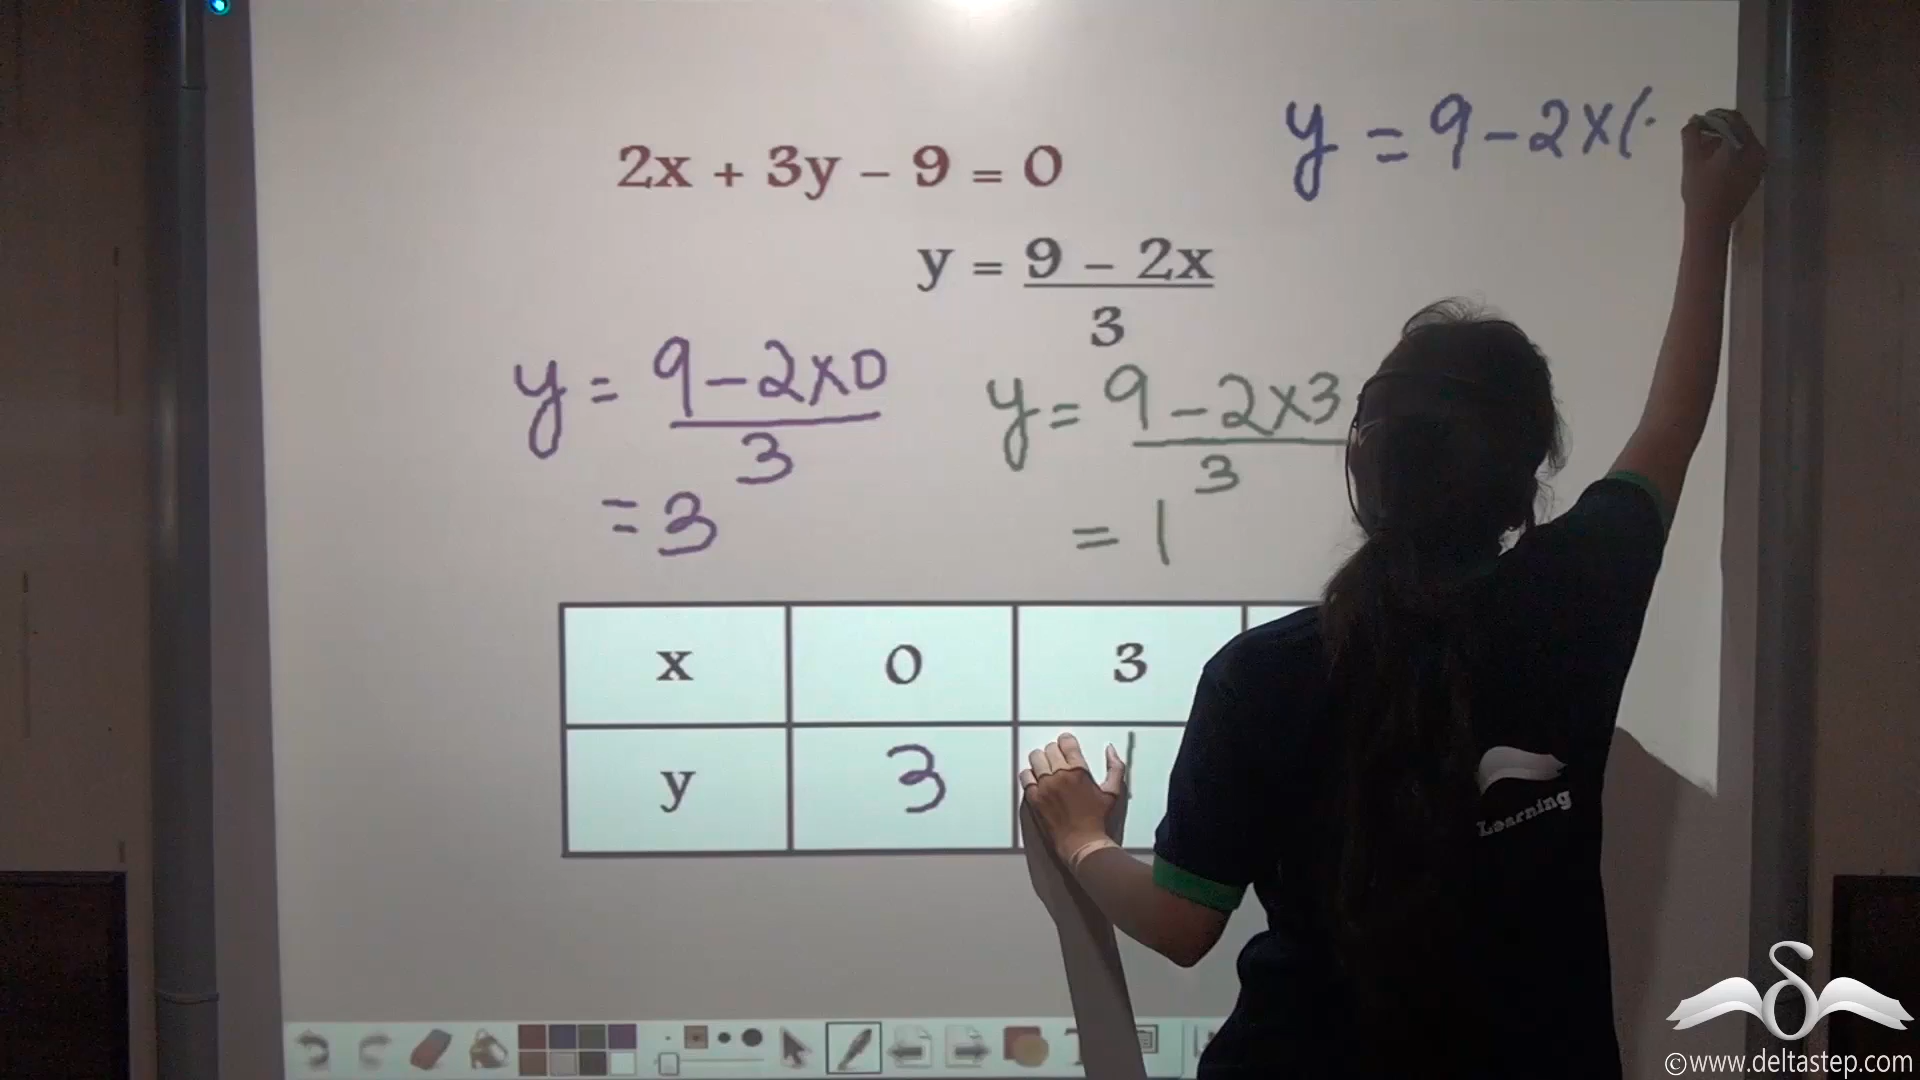 2x + 3y – 9 = 0
y = 9 – 2x
3
y = 9 – 2x(
y = 9 – 2x0
3
= 3
y = 9 – 2x3
3
= 1
x 0 3
y 3 1
Learning
©www.deltastep.com